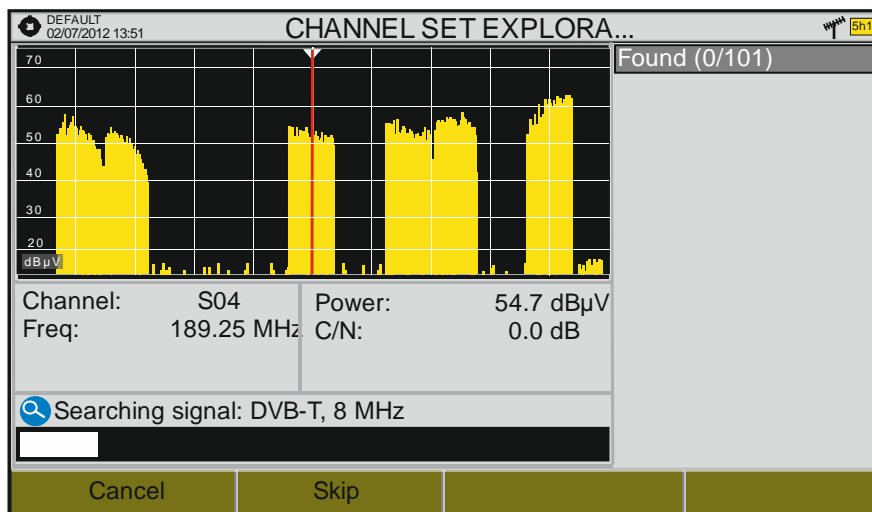 DEFAULT
02/07/2012 13:51
CHANNEL SET EXPLORA...
5h1
70
60
50
40
30
20
dBµV
Found (0/101)
Channel: S04
Freq: 189.25 MHz
Power: 54.7 dBµV
C/N: 0.0 dB
Searching signal: DVB-T, 8 MHz
Cancel Skip